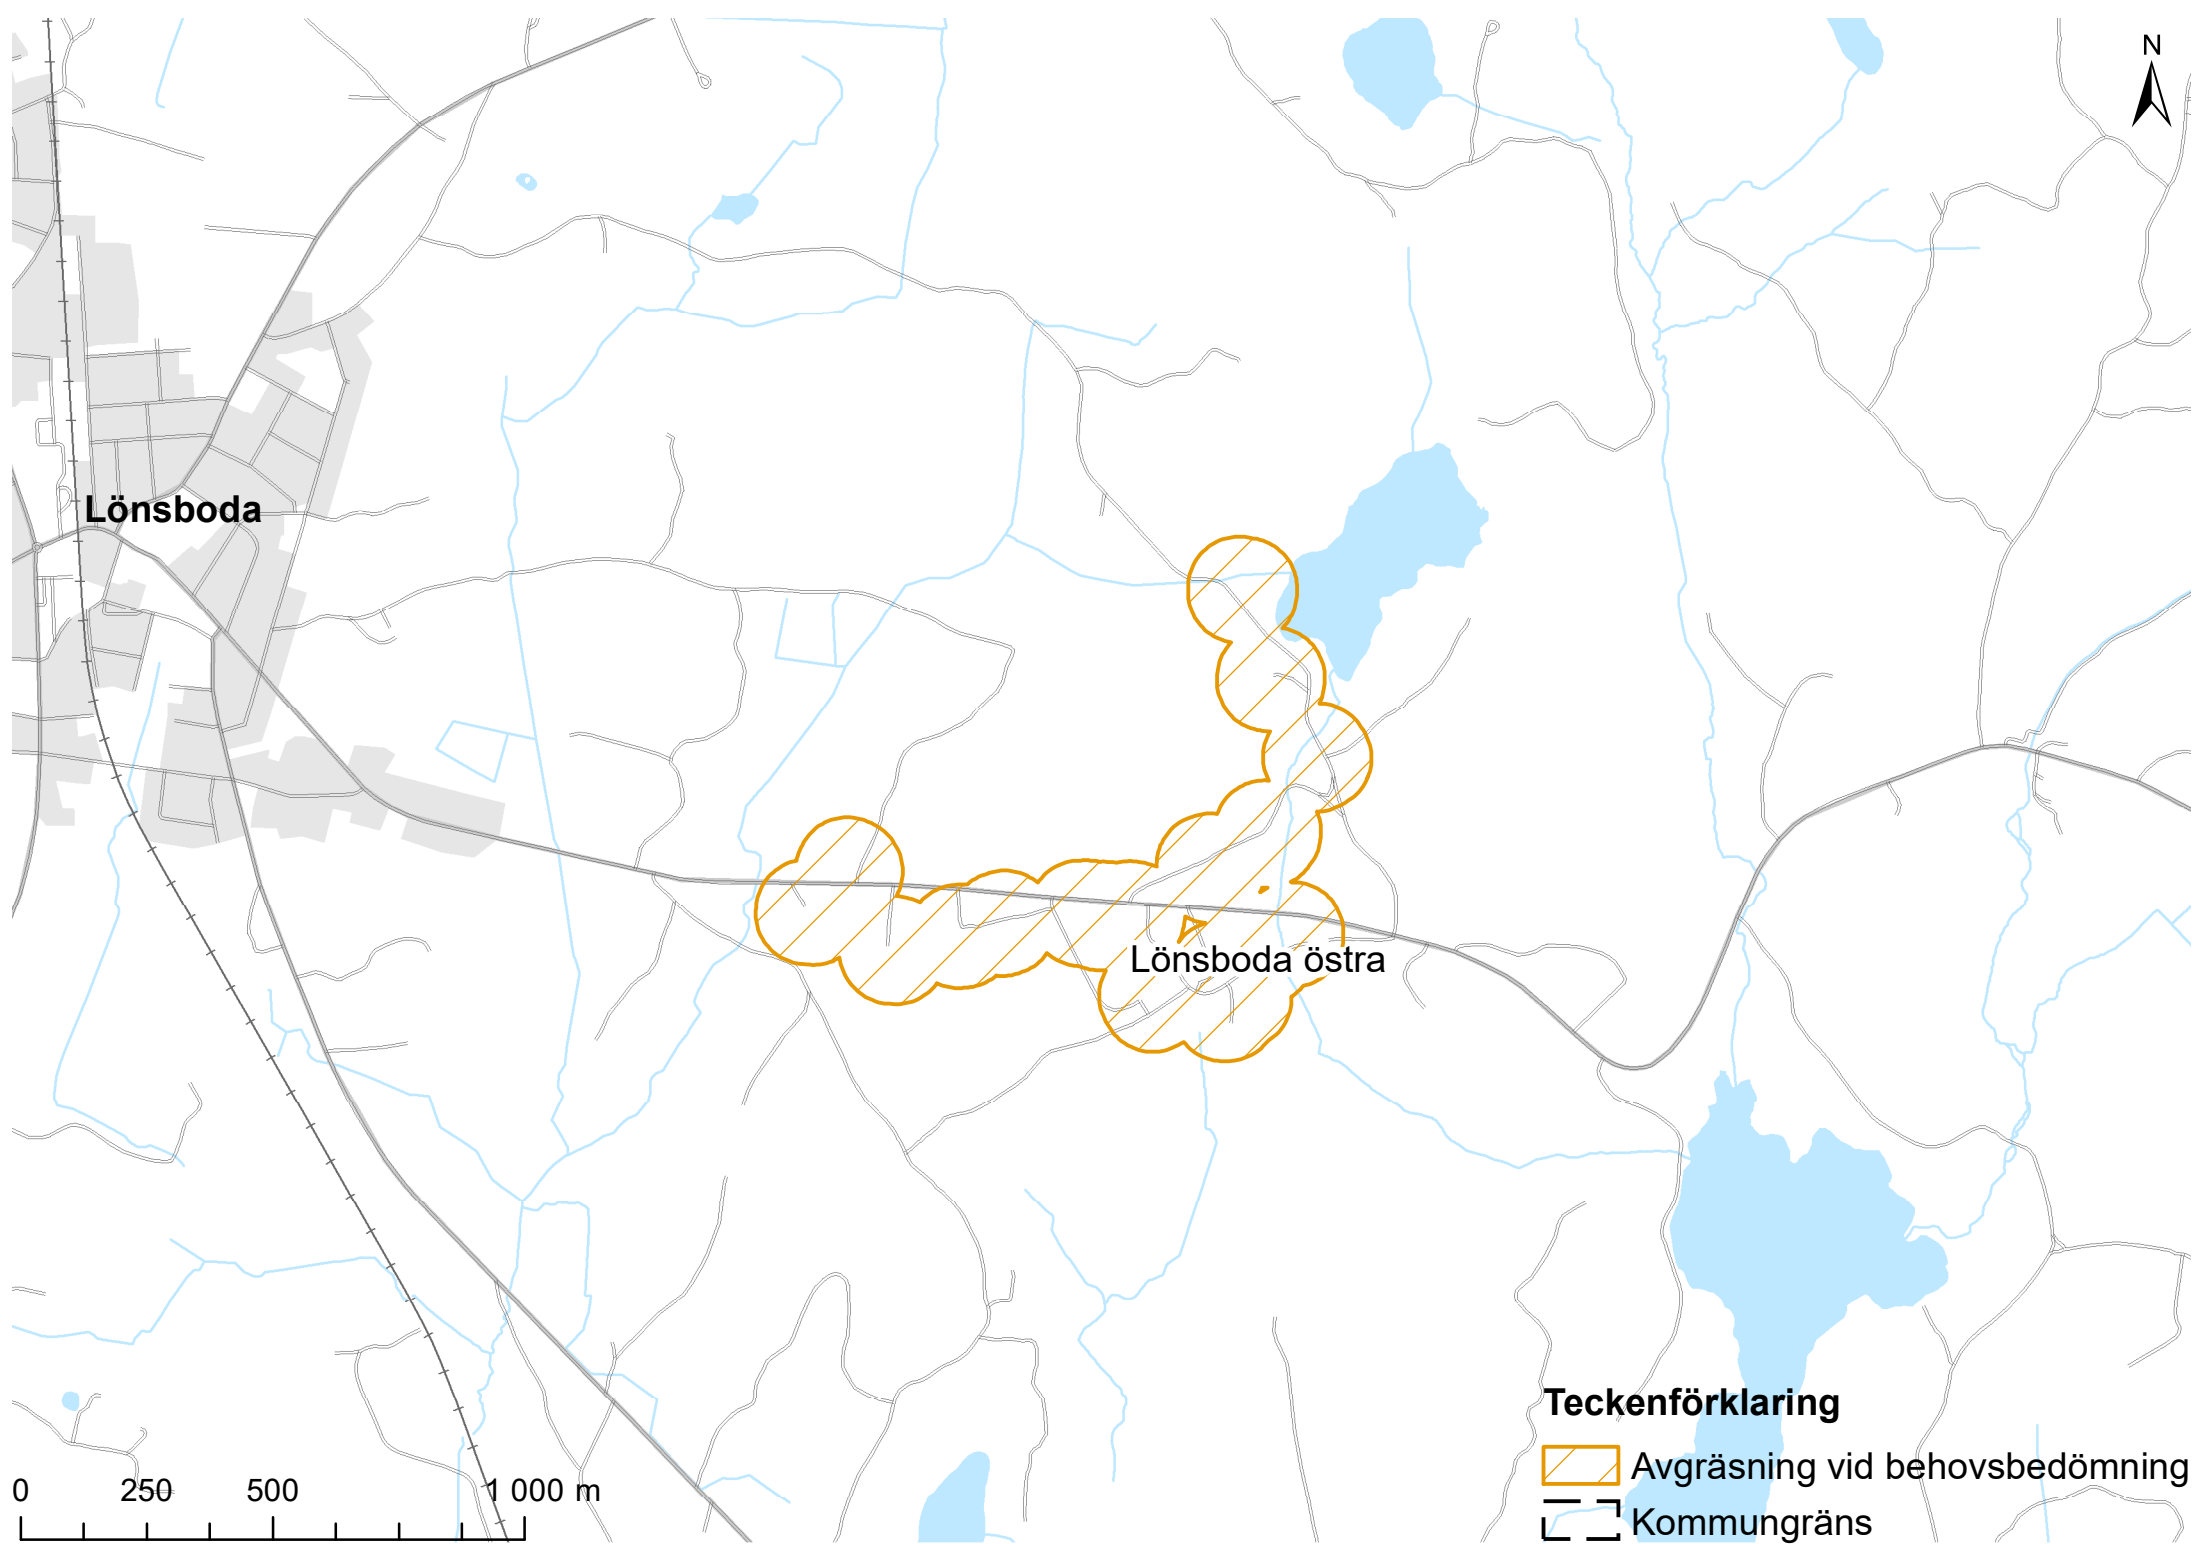 N
Lönsboda
Lönsboda östra
Teckenförklaring
Avgräsning vid behovsbedömning
Kommungräns
0 250 500 1 000 m